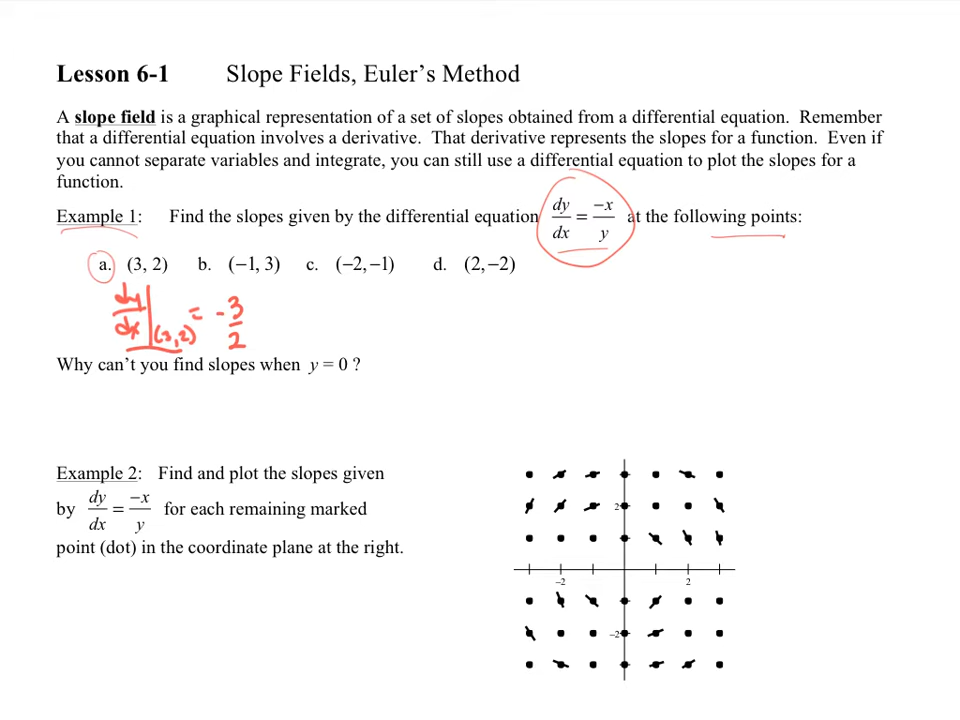 Lesson 6-1 Slope Fields, Euler's Method
A slope field is a graphical representation of a set of slopes obtained from a differential equation. Remember
that a differential equation involves a derivative. That derivative represents the slopes for a function. Even if
you cannot separate variables and integrate, you can still use a differential equation to plot the slopes for a
function.
Example 1: Find the slopes given by the differential equation dy/dx = -x/y at the following points:
a. (3, 2) b. (−1, 3) c. (−2,−1) d. (2,−2)
dy/dx|(3,2) = -3/2
Why can't you find slopes when y = 0 ?
Example 2: Find and plot the slopes given
by dy/dx = −x/y for each remaining marked
point (dot) in the coordinate plane at the right.
2
−2 2
−2